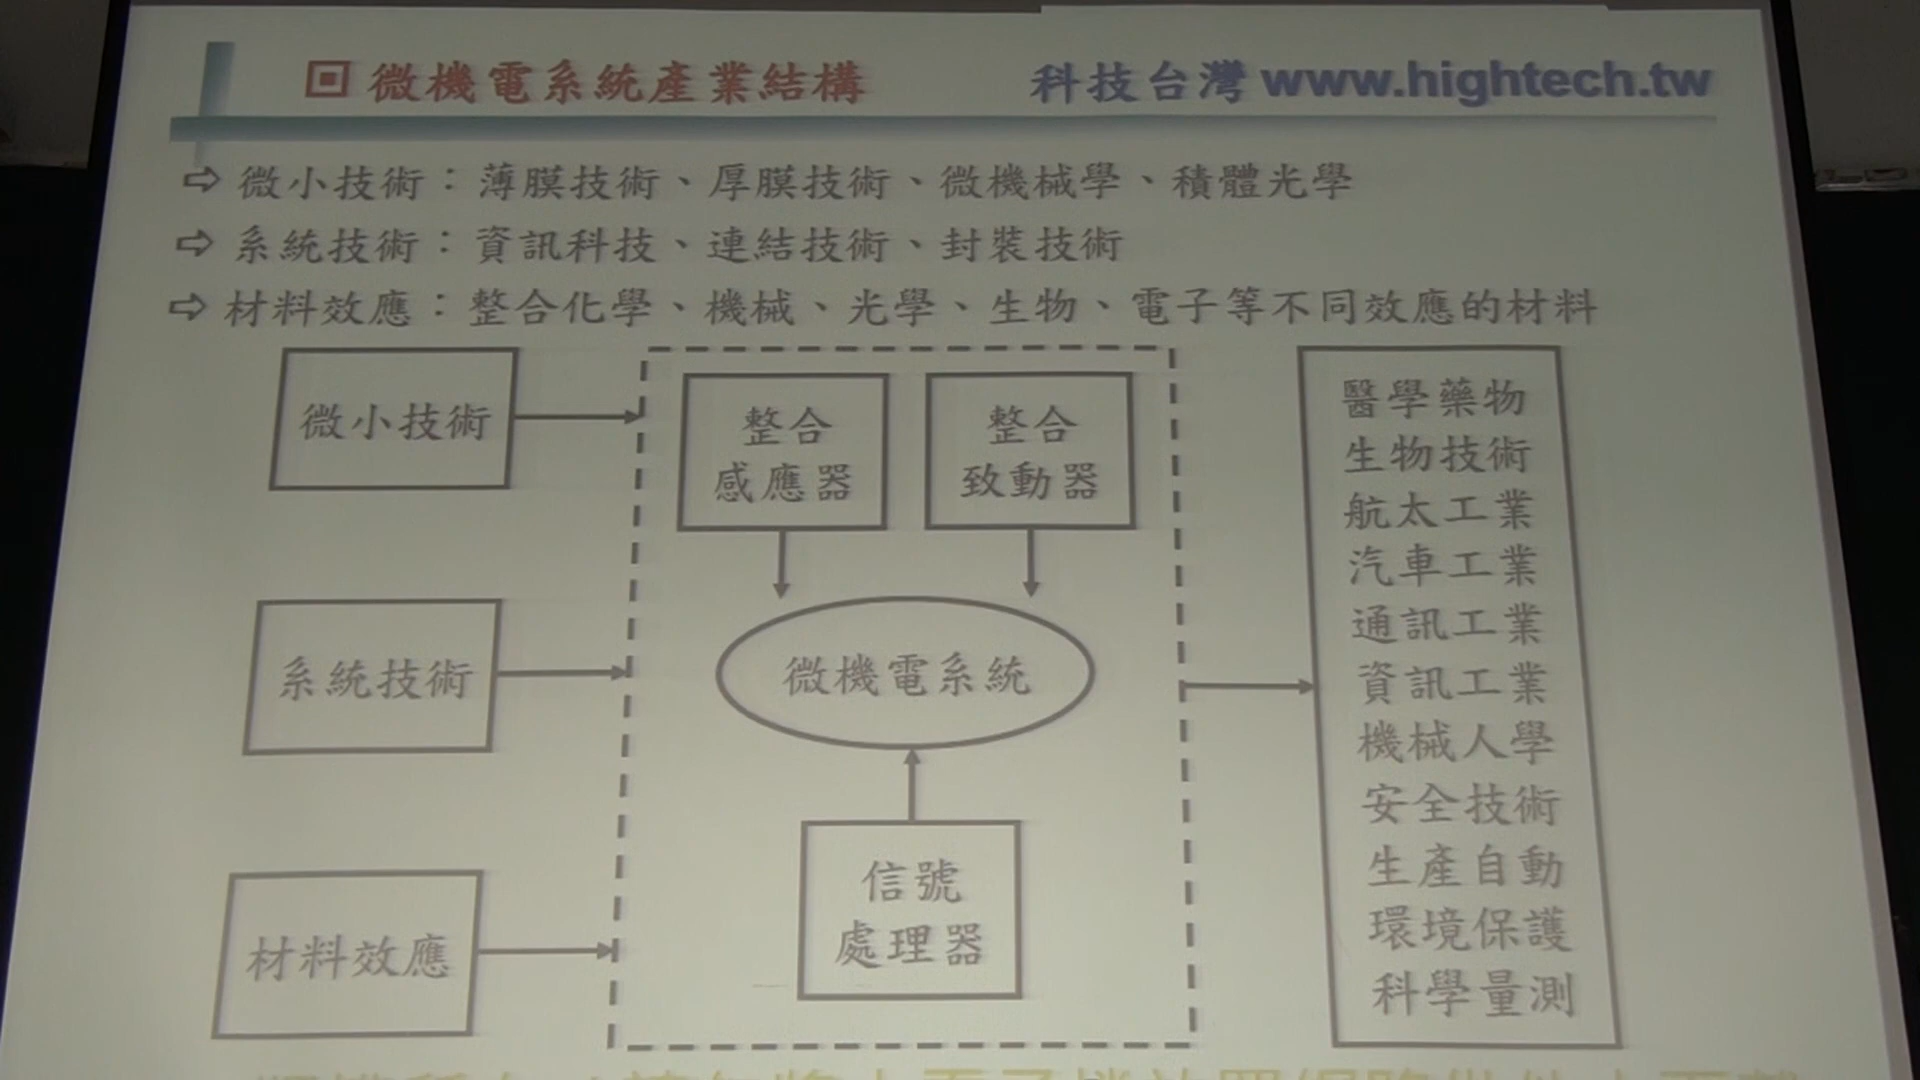 微機電系統產業結構
科技台灣 www.hightech.tw
⇨ 微小技術：薄膜技術、厚膜技術、微機械學、積體光學
⇨ 系統技術：資訊科技、連結技術、封裝技術
⇨ 材料效應：整合化學、機械、光學、生物、電子等不同效應的材料
微小技術
系統技術
材料效應
整合
感應器
整合
致動器
微機電系統
信號
處理器
醫學藥物
生物技術
航太工業
汽車工業
通訊工業
資訊工業
機械人學
安全技術
生產自動
環境保護
科學量測